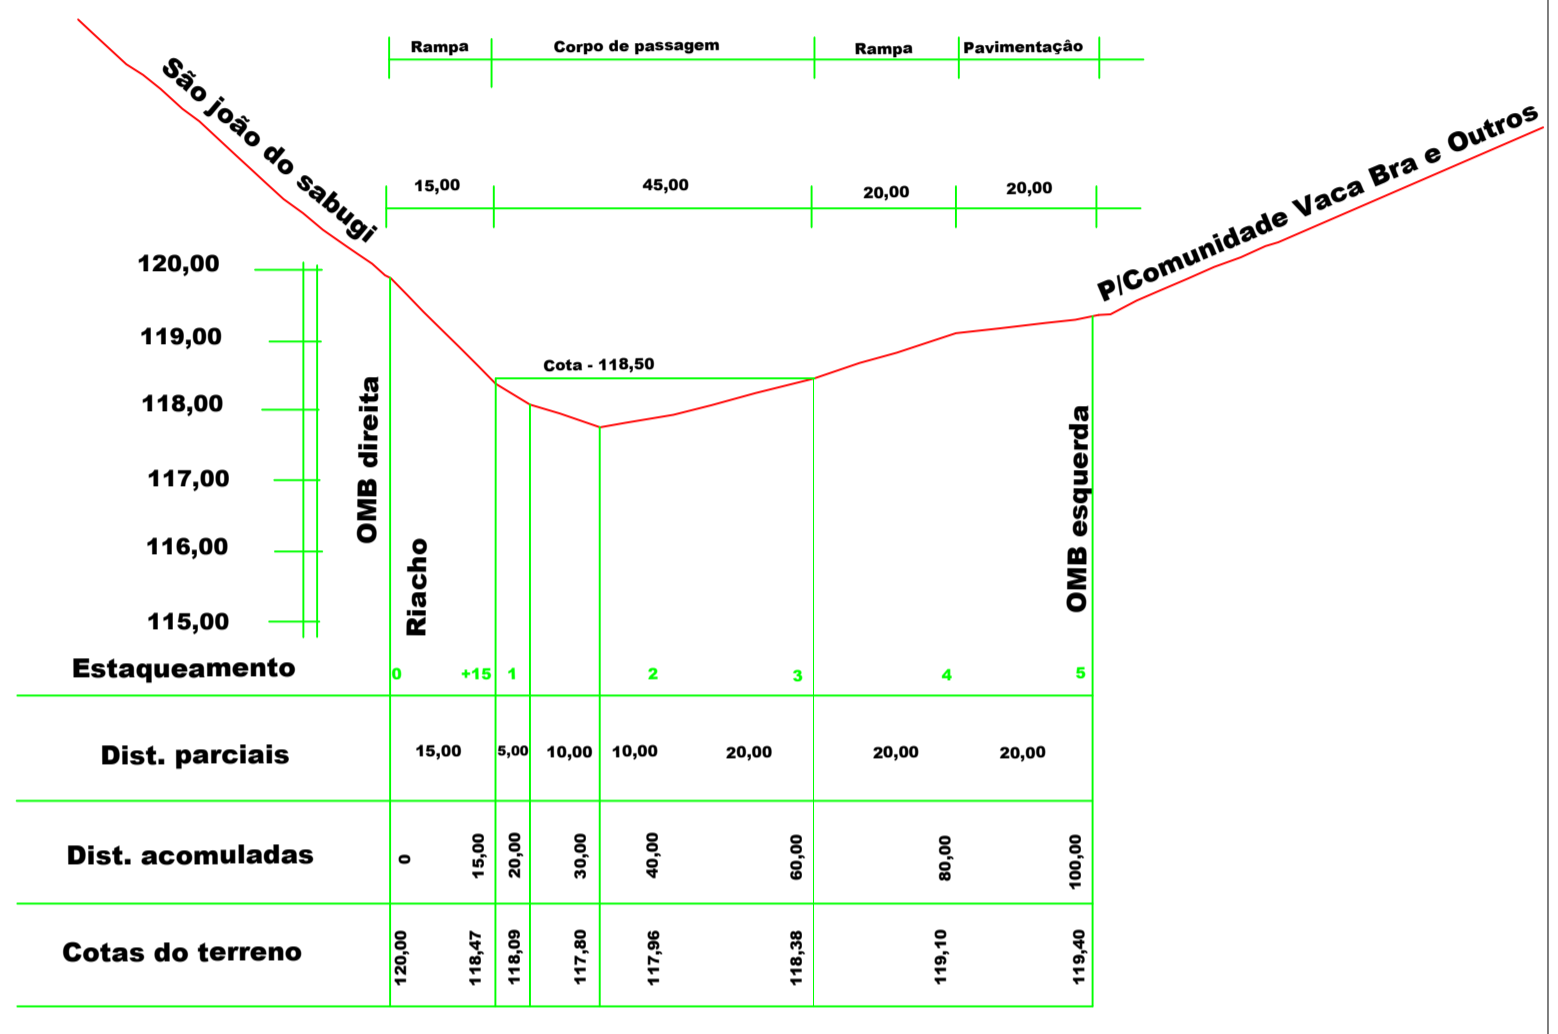 Rampa Corpo de passagem Rampa Pavimentaçâo
São joão do sabugi
P/Comunidade Vaca Bra e Outros
15,00 45,00 20,00 20,00
120,00
119,00
Cota - 118,50
118,00
117,00
116,00
115,00
OMB direita
Riacho
OMB esquerda
Estaqueamento 0 +15 1 2 3 4 5
Dist. parciais 15,00 5,00 10,00 10,00 20,00 20,00 20,00
Dist. acomuladas 0 15,00 20,00 30,00 40,00 60,00 80,00 100,00
Cotas do terreno 120,00 118,47 118,09 117,80 117,96 118,38 119,10 119,40